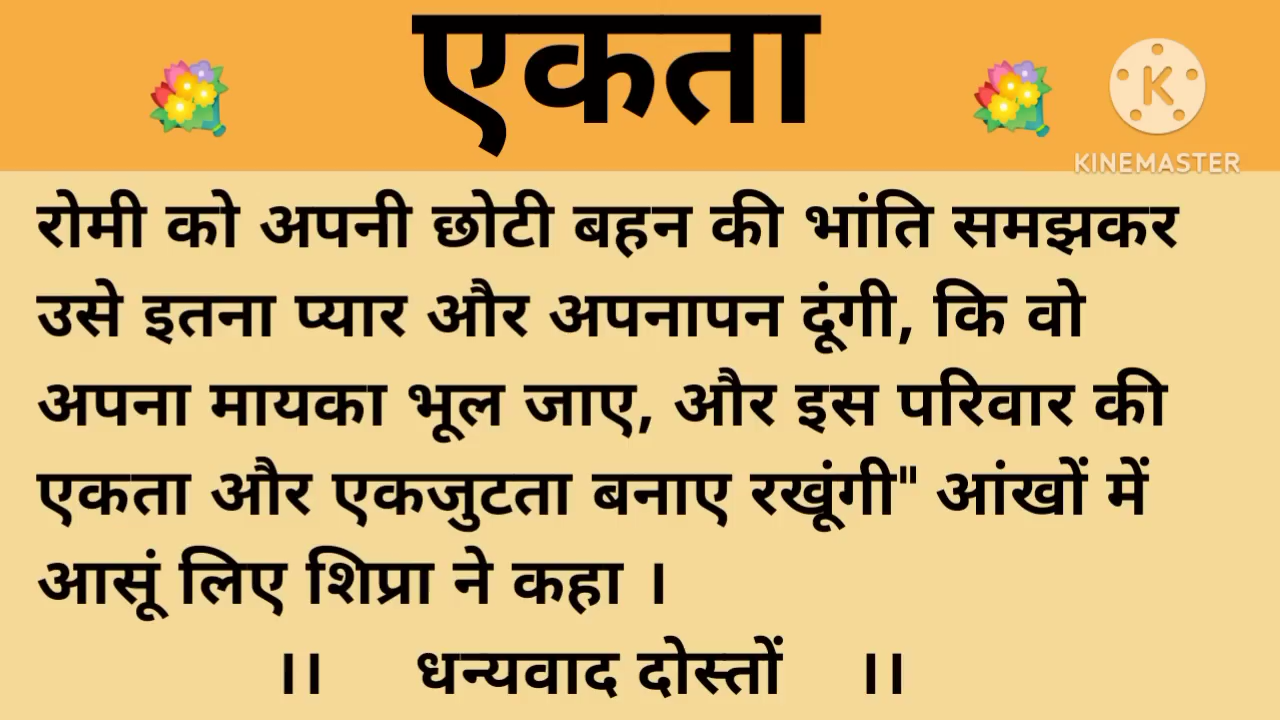 एकता
KINEMASTER
रोमी को अपनी छोटी बहन की भांति समझकर
उसे इतना प्यार और अपनापन दूंगी, कि वो
अपना मायका भूल जाए, और इस परिवार की
एकता और एकजुटता बनाए रखूंगी" आंखों में
आसूं लिए शिप्रा ने कहा ।
।। धन्यवाद दोस्तों ।।